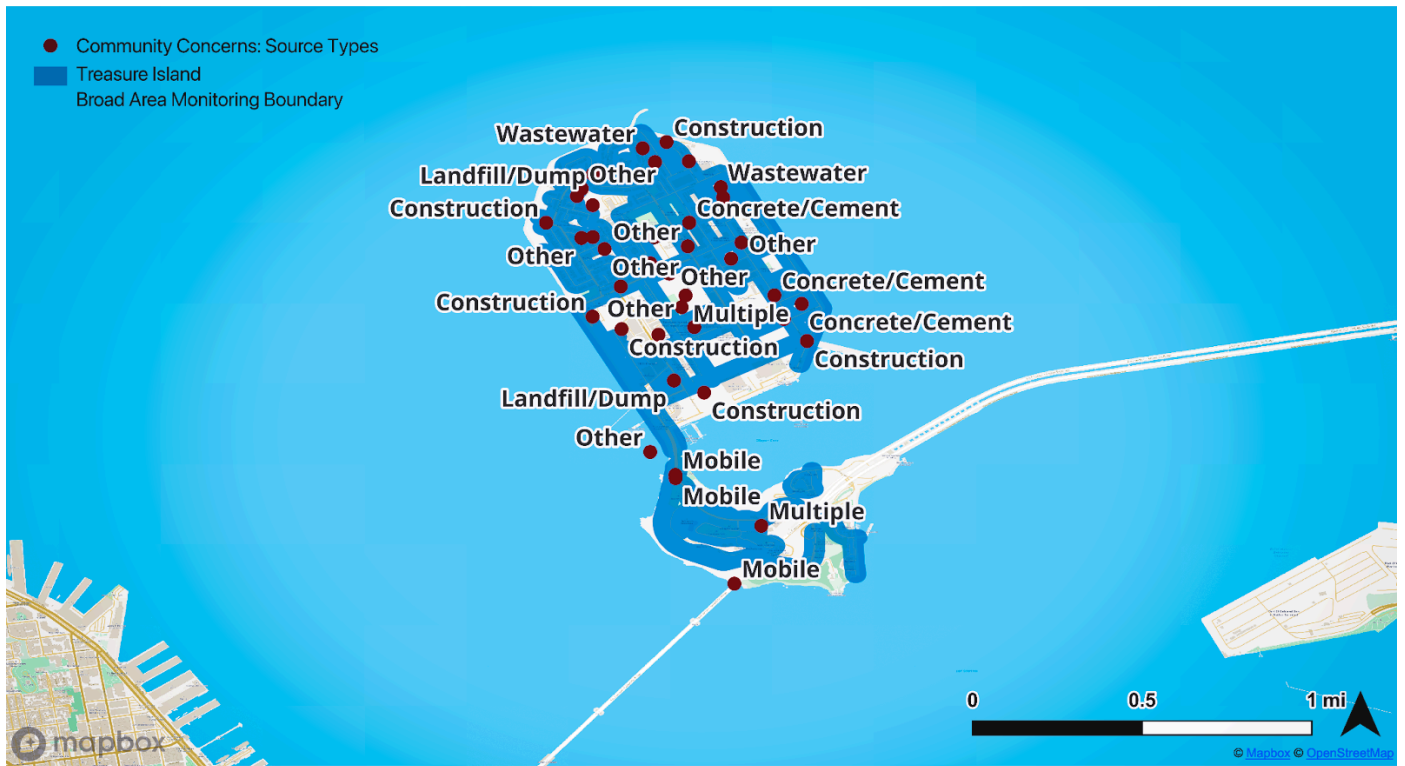 Community Concerns: Source Types
Treasure Island
Broad Area Monitoring Boundary
Wastewater
Construction
Landfill/Dump
Other
Wastewater
Construction
Concrete/Cement
Other
Other
Other
Other
Other
Concrete/Cement
Construction
Other
Multiple
Concrete/Cement
Construction
Construction
Landfill/Dump
Construction
Other
Mobile
Mobile
Multiple
Mobile
0 0.5 1 mi
mapbox
© Mapbox © OpenStreetMap